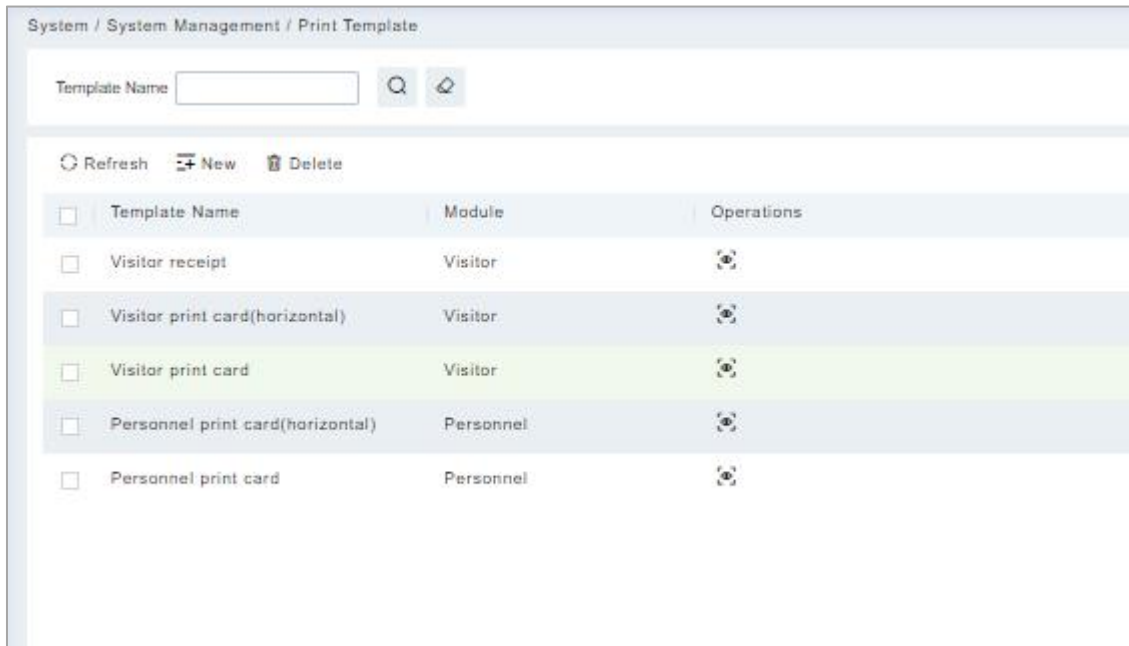 System / System Management / Print Template
Template Name
Refresh New Delete
Template Name Module Operations
Visitor receipt Visitor
Visitor print card(horizontal) Visitor
Visitor print card Visitor
Personnel print card(horizontal) Personnel
Personnel print card Personnel